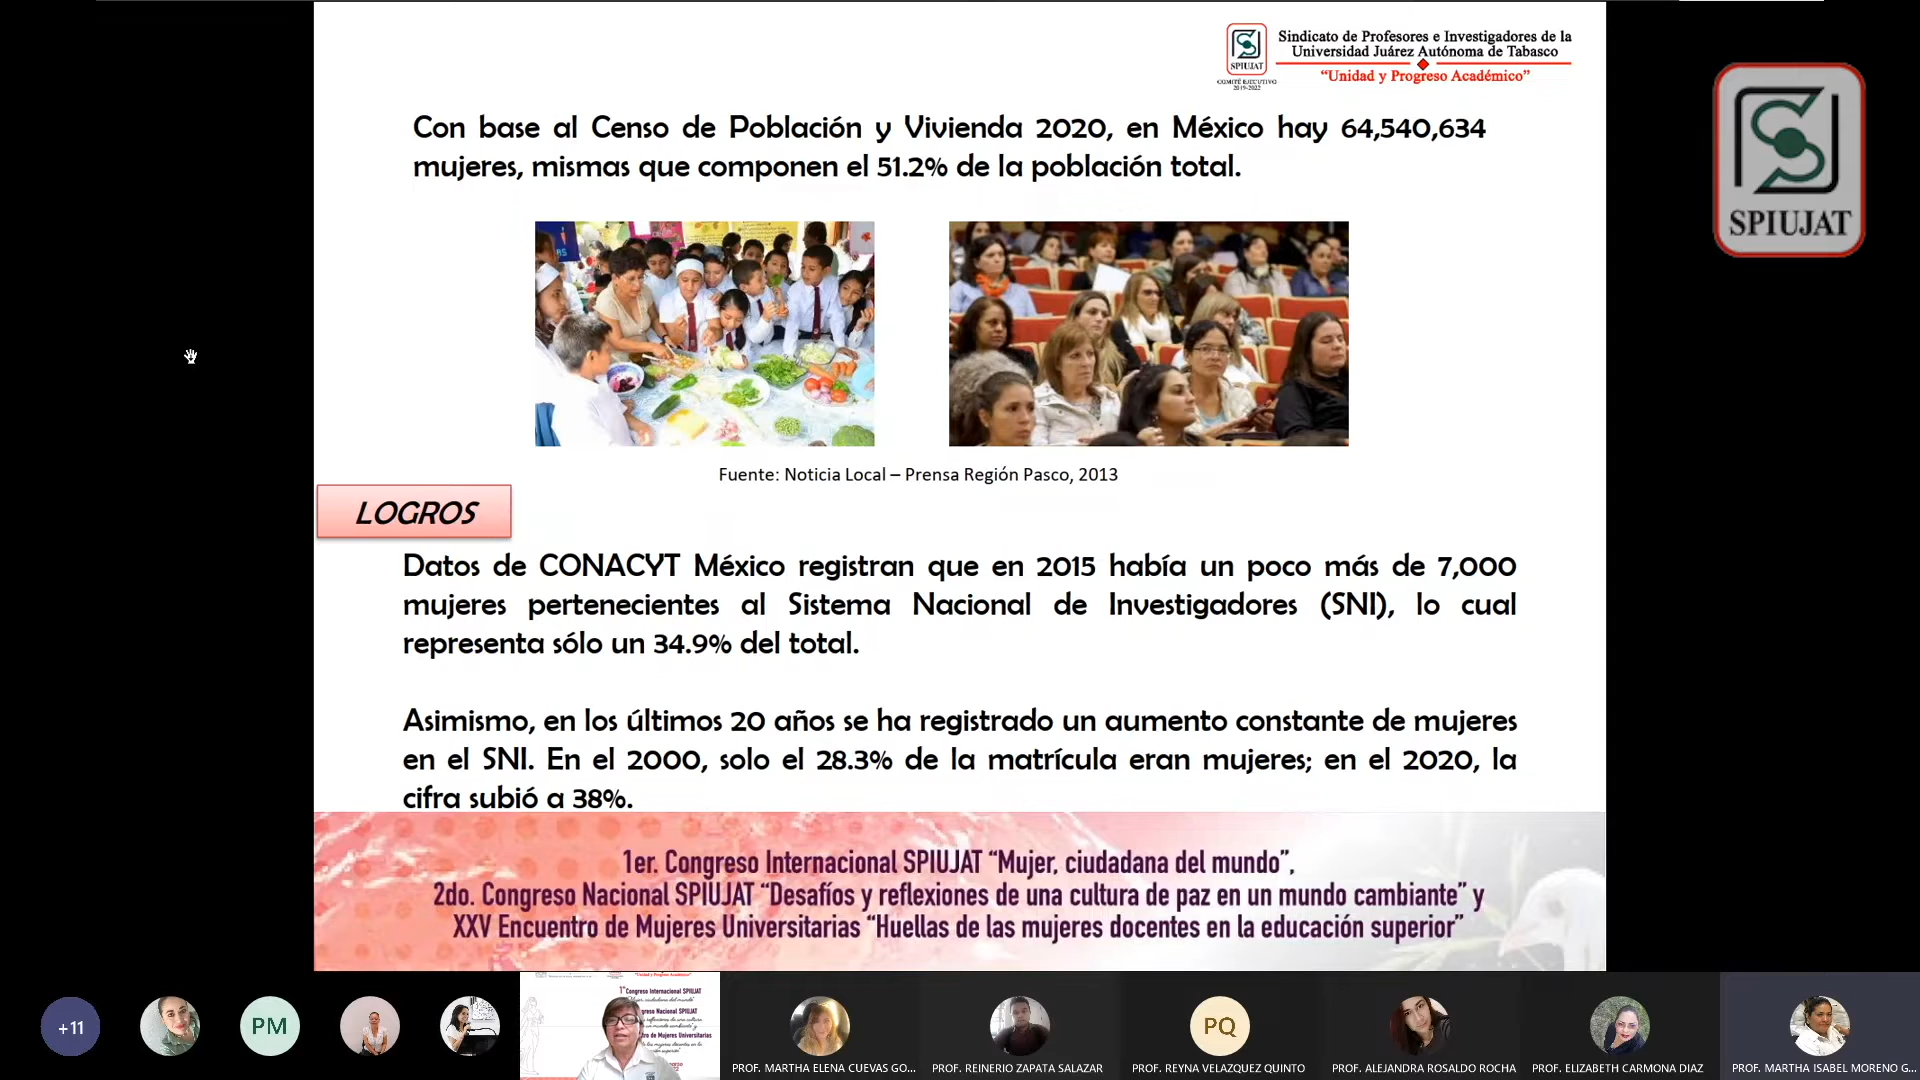 SPIUJAT
COMITÉ EJECUTIVO
2019-2022
Sindicato de Profesores e Investigadores de la
Universidad Juárez Autónoma de Tabasco
“Unidad y Progreso Académico”
SPIUJAT
Con base al Censo de Población y Vivienda 2020, en México hay 64,540,634
mujeres, mismas que componen el 51.2% de la población total.
Fuente: Noticia Local – Prensa Región Pasco, 2013
LOGROS
Datos de CONACYT México registran que en 2015 había un poco más de 7,000
mujeres pertenecientes al Sistema Nacional de Investigadores (SNI), lo cual
representa sólo un 34.9% del total.
Asimismo, en los últimos 20 años se ha registrado un aumento constante de mujeres
en el SNI. En el 2000, solo el 28.3% de la matrícula eran mujeres; en el 2020, la
cifra subió a 38%.
1er. Congreso Internacional SPIUJAT “Mujer, ciudadana del mundo”,
2do. Congreso Nacional SPIUJAT “Desafíos y reflexiones de una cultura de paz en un mundo cambiante” y
XXV Encuentro de Mujeres Universitarias “Huellas de las mujeres docentes en la educación superior”
+11
PM
Congreso Internacional SPIUJAT
PQ
PROF. MARTHA ELENA CUEVAS GO...
PROF. REINERIO ZAPATA SALAZAR
PROF. REYNA VELAZQUEZ QUINTO
PROF. ALEJANDRA ROSALDO ROCHA
PROF. ELIZABETH CARMONA DIAZ
PROF. MARTHA ISABEL MORENO G...